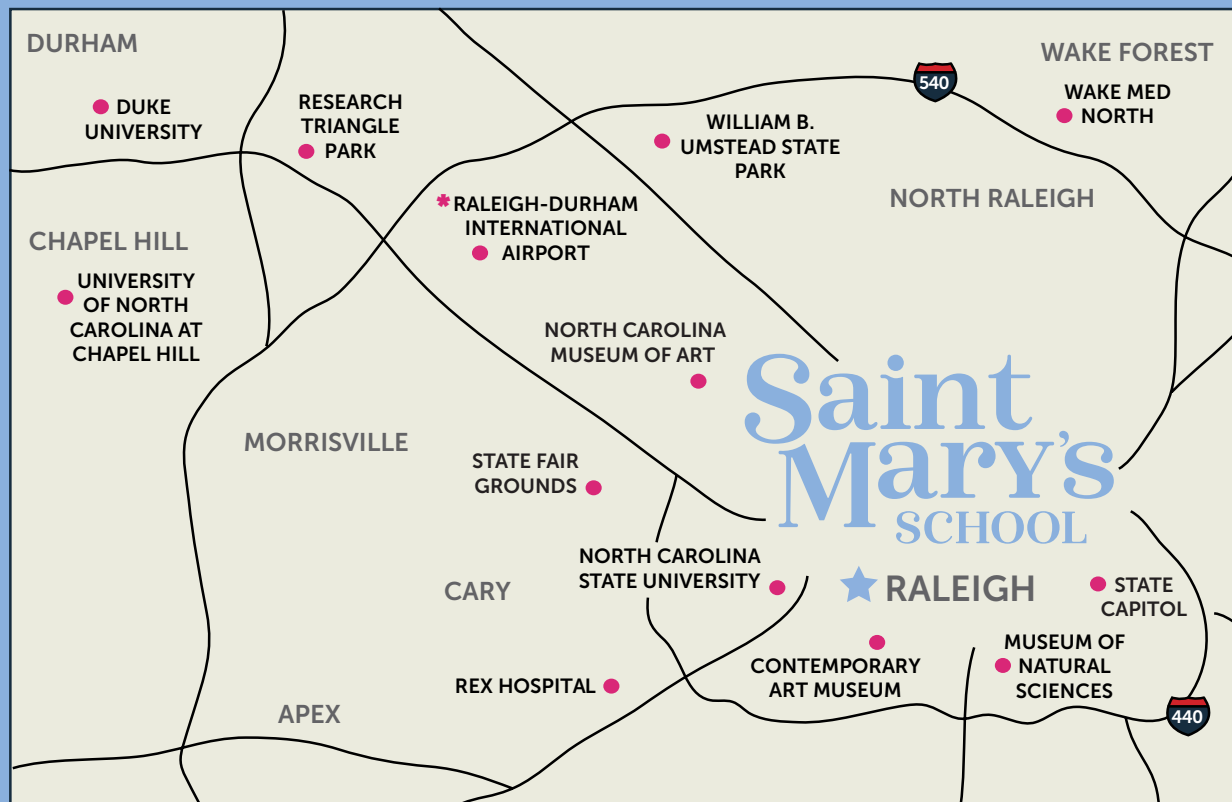 DURHAM
WAKE FOREST
540
DUKE
UNIVERSITY
RESEARCH
TRIANGLE
PARK
WAKE MED
NORTH
WILLIAM B.
UMSTEAD STATE
PARK
NORTH RALEIGH
*RALEIGH-DURHAM
INTERNATIONAL
AIRPORT
CHAPEL HILL
UNIVERSITY
OF NORTH
CAROLINA AT
CHAPEL HILL
NORTH CAROLINA
MUSEUM OF ART
Saint
Mary's
SCHOOL
MORRISVILLE
STATE FAIR
GROUNDS
NORTH CAROLINA
STATE UNIVERSITY
CARY
RALEIGH
STATE
CAPITOL
CONTEMPORARY
ART MUSEUM
MUSEUM OF
NATURAL
SCIENCES
REX HOSPITAL
APEX
440